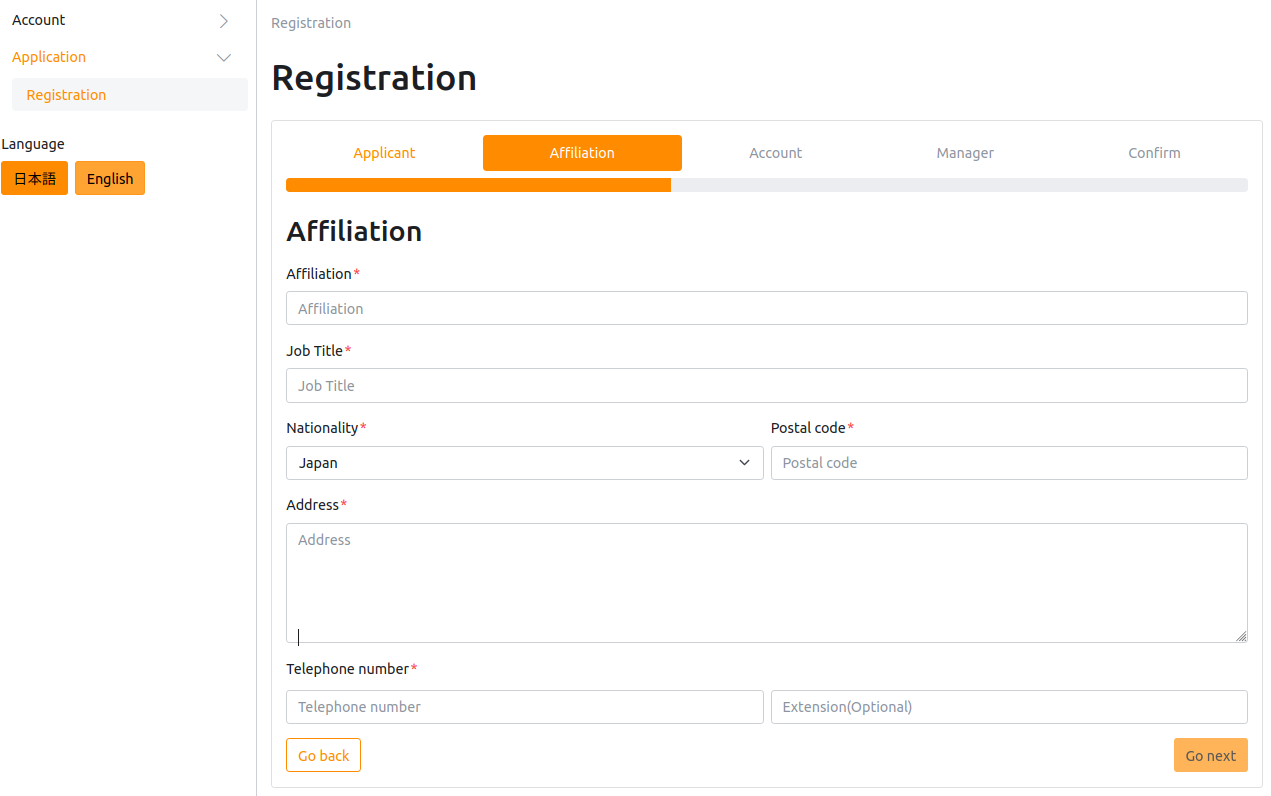 Account
Application
Registration
Language
日本語 English
Registration
Registration
Applicant Affiliation Account Manager Confirm
Affiliation
Affiliation*
Affiliation
Job Title*
Job Title
Nationality* Postal code*
Japan Postal code
Address*
Address
Telephone number*
Telephone number Extension(Optional)
Go back Go next